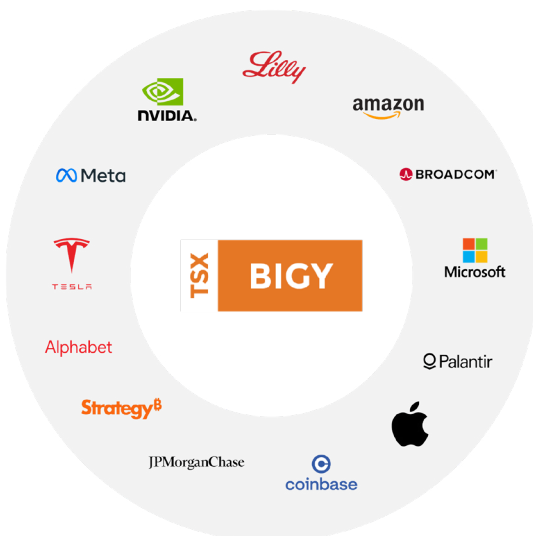 Lilly
amazon
BROADCOM
Microsoft
Palantir
coinbase
JPMorganChase
Strategy₿
Alphabet
TESLA
Meta
NVIDIA.
TSX
BIGY